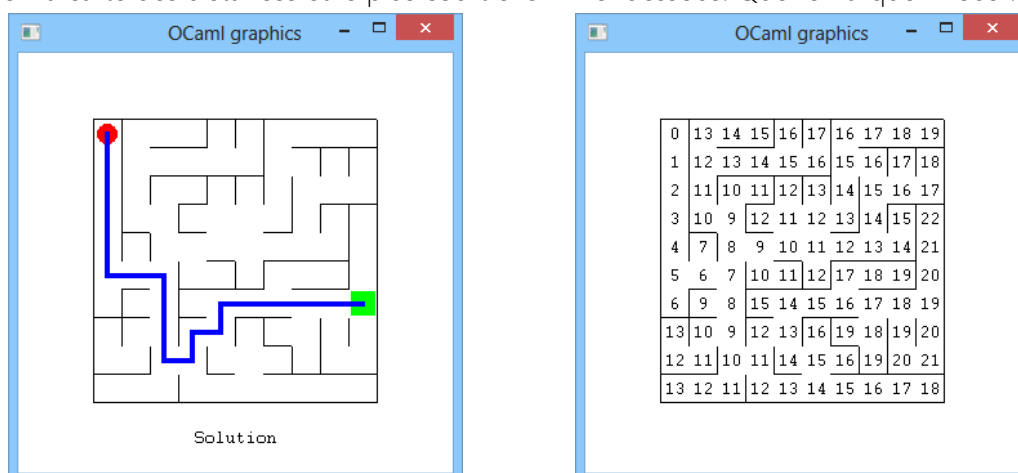 OCaml graphics
Solution
OCaml graphics
0 13 14 15 16 17 16 17 18 19
1 12 13 14 15 16 15 16 17 18
2 11 10 11 12 13 14 15 16 17
3 10 9 12 11 12 13 14 15 22
4 7 8 9 10 11 12 13 14 21
5 6 7 10 11 12 17 18 19 20
6 9 8 15 14 15 16 17 18 19
13 10 9 12 13 16 19 18 19 20
12 11 10 11 14 15 16 19 20 21
13 12 11 12 13 14 15 16 17 18